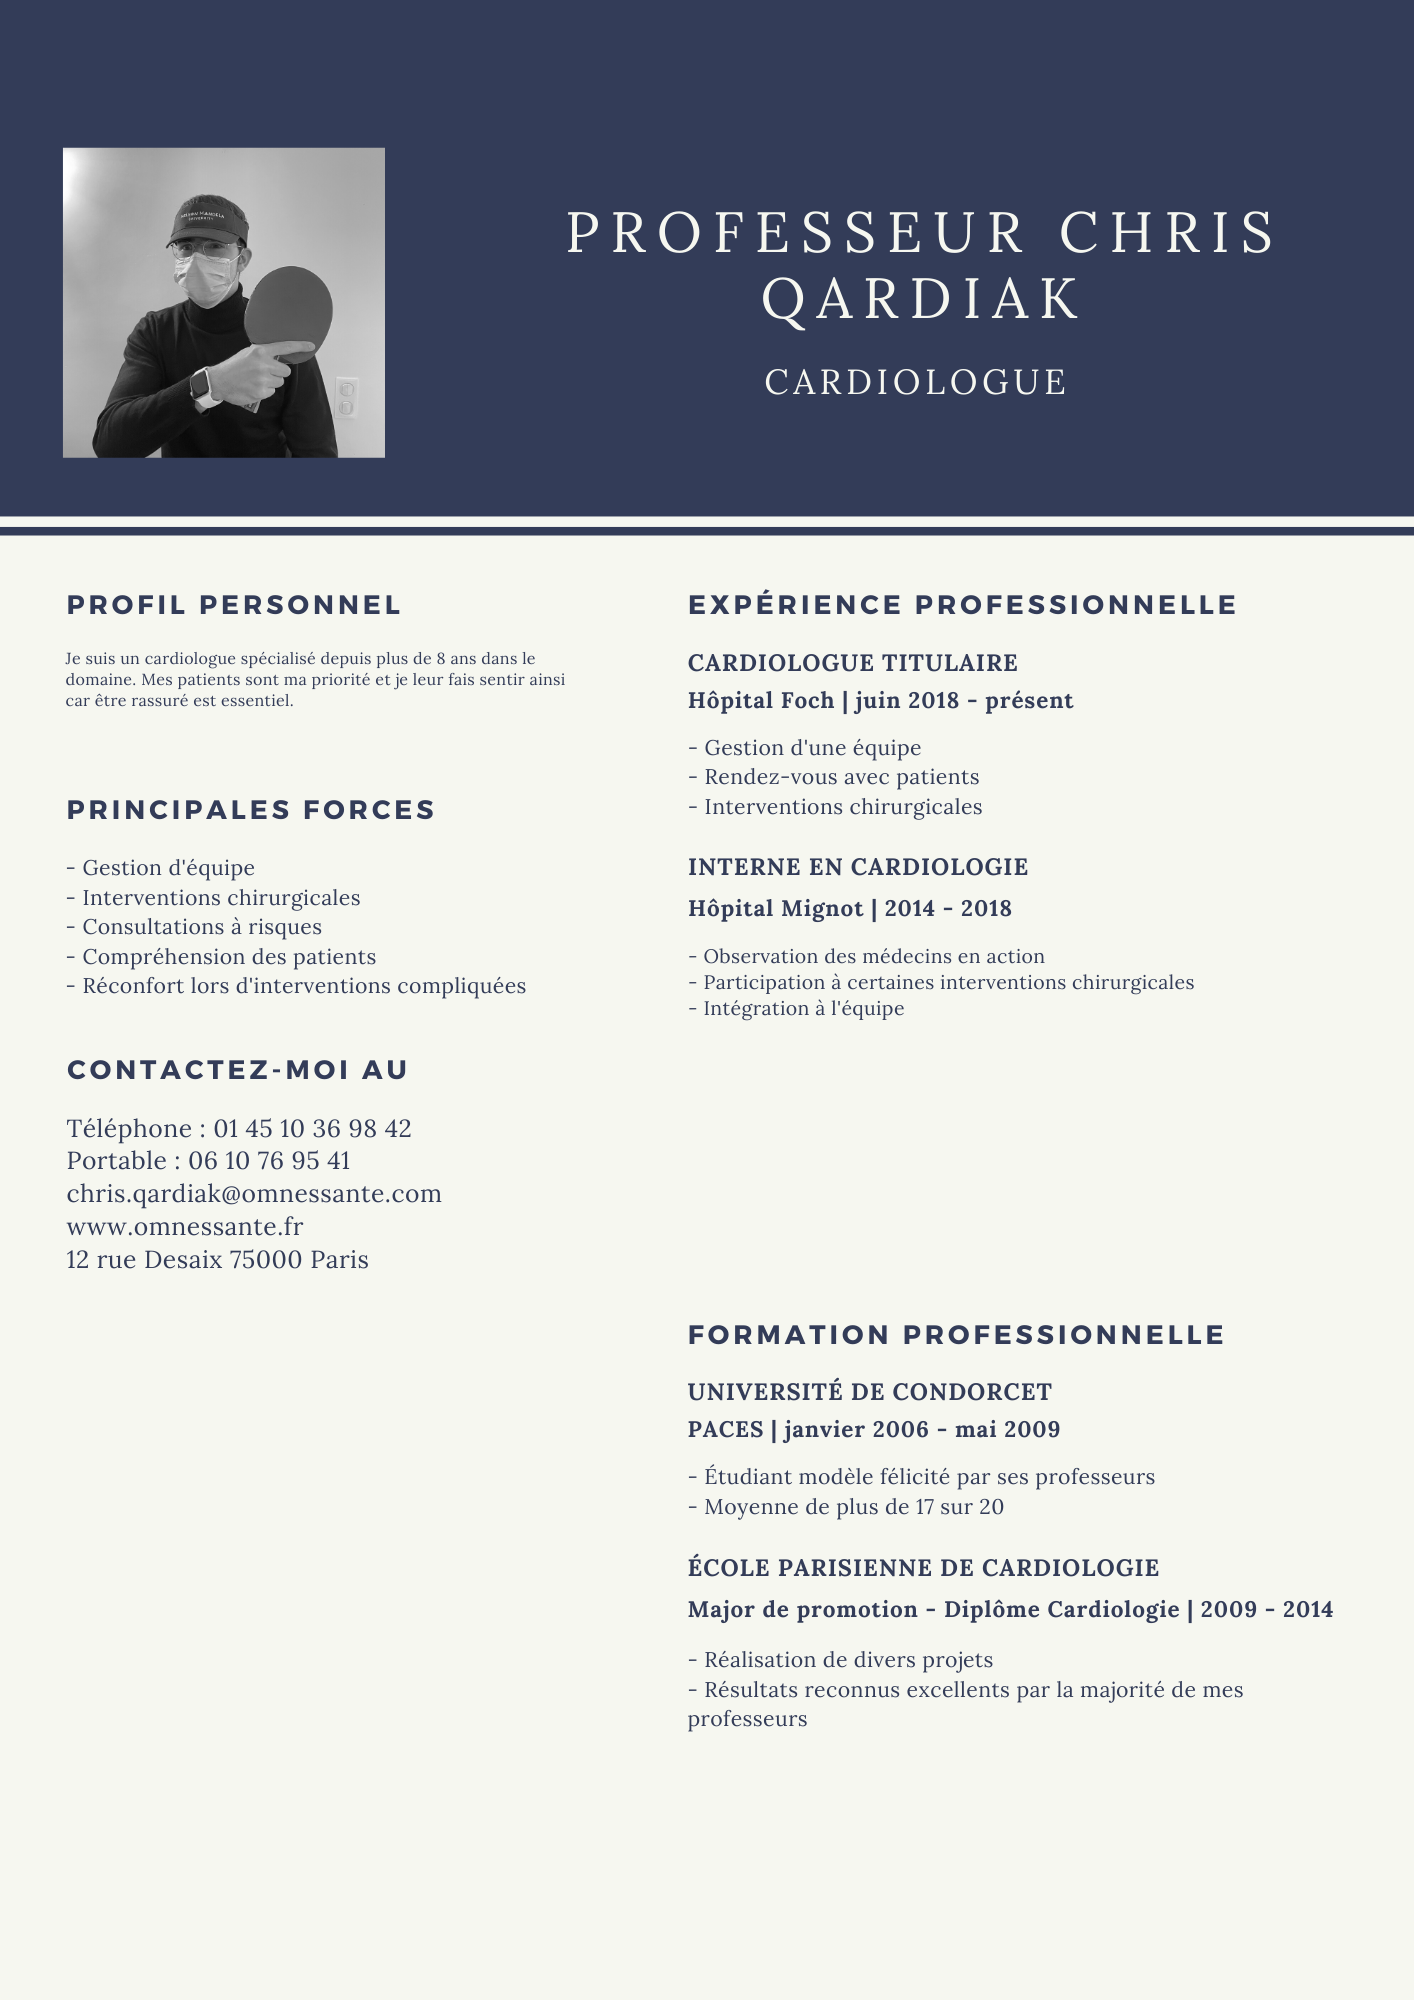 PROFESSEUR CHRIS
QARDIAK
CARDIOLOGUE
PROFIL PERSONNEL
Je suis un cardiologue spécialisé depuis plus de 8 ans dans le
domaine. Mes patients sont ma priorité et je leur fais sentir ainsi
car être rassuré est essentiel.
PRINCIPALES FORCES
- Gestion d'équipe
- Interventions chirurgicales
- Consultations à risques
- Compréhension des patients
- Réconfort lors d'interventions compliquées
CONTACTEZ-MOI AU
Téléphone : 01 45 10 36 98 42
Portable : 06 10 76 95 41
chris.qardiak@omnessante.com
www.omnessante.fr
12 rue Desaix 75000 Paris
EXPÉRIENCE PROFESSIONNELLE
CARDIOLOGUE TITULAIRE
Hôpital Foch | juin 2018 - présent
- Gestion d'une équipe
- Rendez-vous avec patients
- Interventions chirurgicales
INTERNE EN CARDIOLOGIE
Hôpital Mignot | 2014 - 2018
- Observation des médecins en action
- Participation à certaines interventions chirurgicales
- Intégration à l'équipe
FORMATION PROFESSIONNELLE
UNIVERSITÉ DE CONDORCET
PACES | janvier 2006 - mai 2009
- Étudiant modèle félicité par ses professeurs
- Moyenne de plus de 17 sur 20
ÉCOLE PARISIENNE DE CARDIOLOGIE
Major de promotion - Diplôme Cardiologie | 2009 - 2014
- Réalisation de divers projets
- Résultats reconnus excellents par la majorité de mes
professeurs